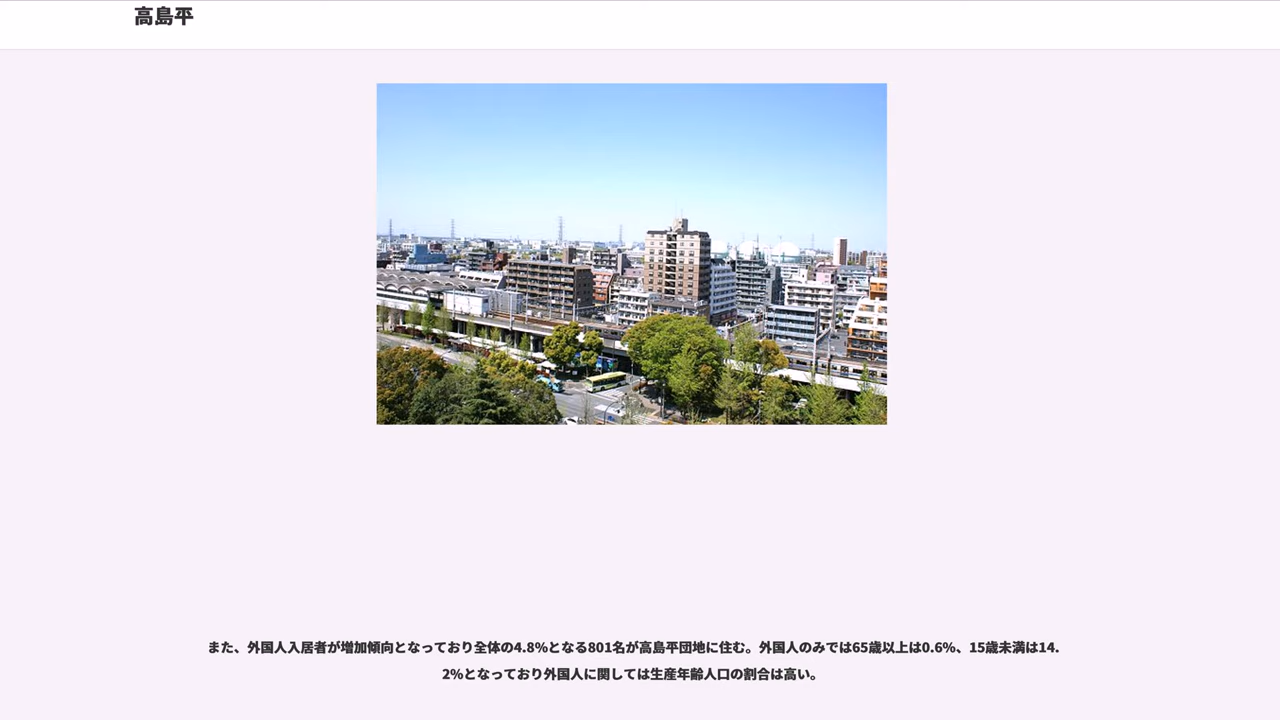 高島平
また、外国人入居者が増加傾向となっており全体の4.8%となる801名が高島平団地に住む。外国人のみでは65歳以上は0.6%、15歳未満は14.
2%となっており外国人に関しては生産年齢人口の割合は高い。